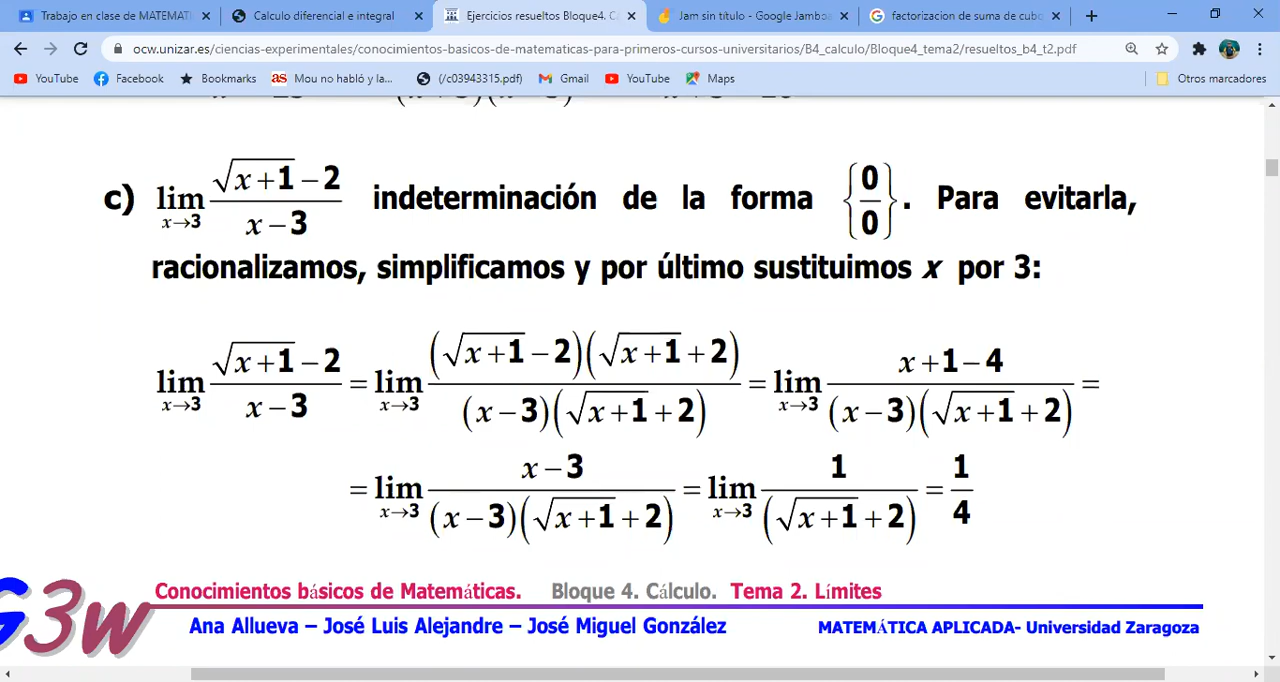 Trabajo en clase de MATEMATI
Calculo diferencial e integral
Ejercicios resueltos Bloque4. Cá
Jam sin título - Google Jamboa
factorizacion de suma de cubo
ocw.unizar.es/ciencias-experimentales/conocimientos-basicos-de-matematicas-para-primeros-cursos-universitarios/B4_calculo/Bloque4_tema2/resueltos_b4_t2.pdf
YouTube Facebook Bookmarks as Mou no habló y la... (/c03943315.pdf) Gmail YouTube Maps Otros marcadores
c) lim x→3 (√(x+1) − 2)/(x − 3) indeterminación de la forma {0/0}. Para evitarla,
racionalizamos, simplificamos y por último sustituimos x por 3:
lim x→3 (√(x+1) − 2)/(x − 3) = lim x→3 ((√(x+1) − 2)(√(x+1) + 2))/((x − 3)(√(x+1) + 2)) = lim x→3 (x + 1 − 4)/((x − 3)(√(x+1) + 2)) =
= lim x→3 (x − 3)/((x − 3)(√(x+1) + 2)) = lim x→3 1/(√(x+1) + 2) = 1/4
G3w
Conocimientos básicos de Matemáticas. Bloque 4. Cálculo. Tema 2. Límites
Ana Allueva – José Luis Alejandre – José Miguel González MATEMÁTICA APLICADA- Universidad Zaragoza